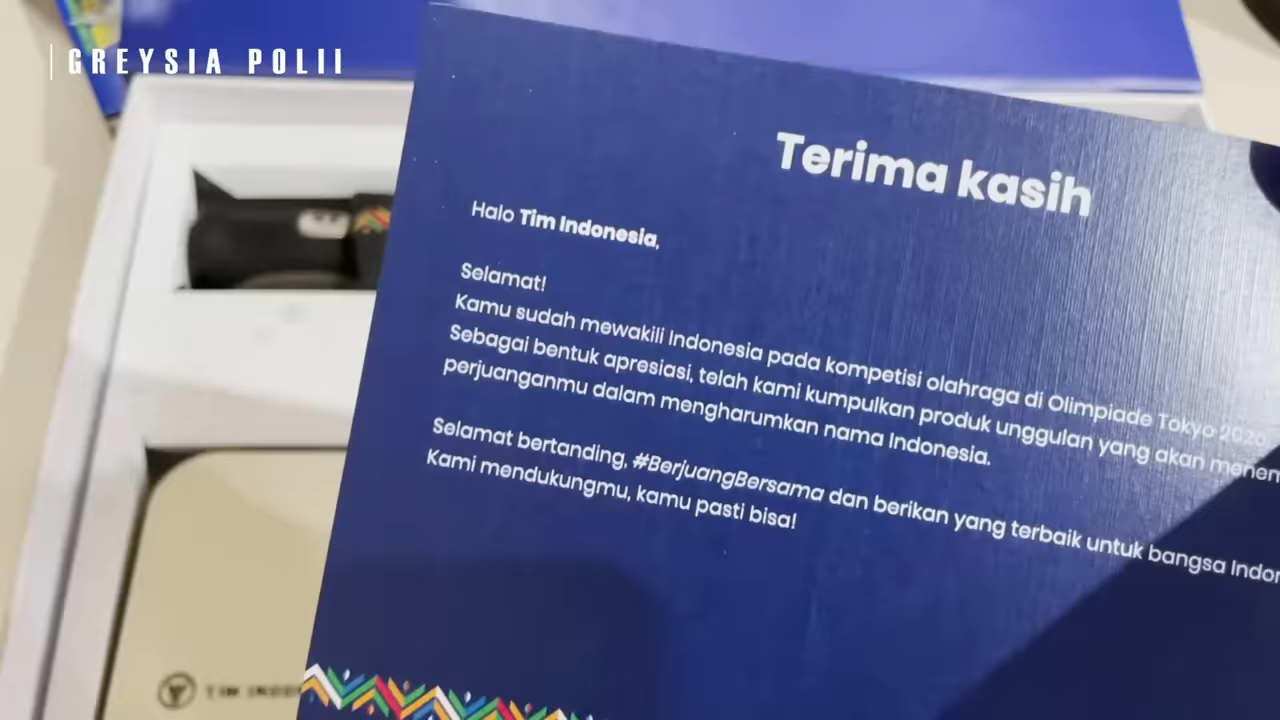 GREYSIA POLII
Terima kasih
Halo Tim Indonesia,
Selamat!
Kamu sudah mewakili Indonesia pada kompetisi olahraga di Olimpiade Tokyo 2020
Sebagai bentuk apresiasi, telah kami kumpulkan produk unggulan yang akan
perjuanganmu dalam mengharumkan nama Indonesia.
Selamat bertanding, #BerjuangBersama dan berikan yang terbaik untuk bangsa
Kami mendukungmu, kamu pasti bisa!
TIM